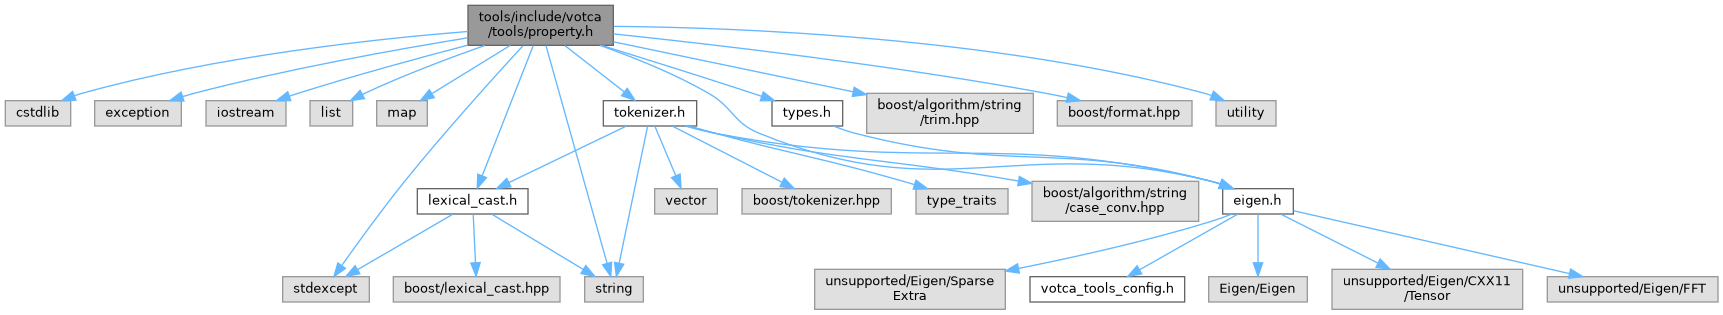 tools/include/votca
/tools/property.h
cstdlib
exception
iostream
list
map
tokenizer.h
types.h
boost/algorithm/string
/trim.hpp
boost/format.hpp
utility
lexical_cast.h
vector
boost/tokenizer.hpp
type_traits
boost/algorithm/string
/case_conv.hpp
eigen.h
stdexcept
boost/lexical_cast.hpp
string
unsupported/Eigen/Sparse
Extra
votca_tools_config.h
Eigen/Eigen
unsupported/Eigen/CXX11
/Tensor
unsupported/Eigen/FFT